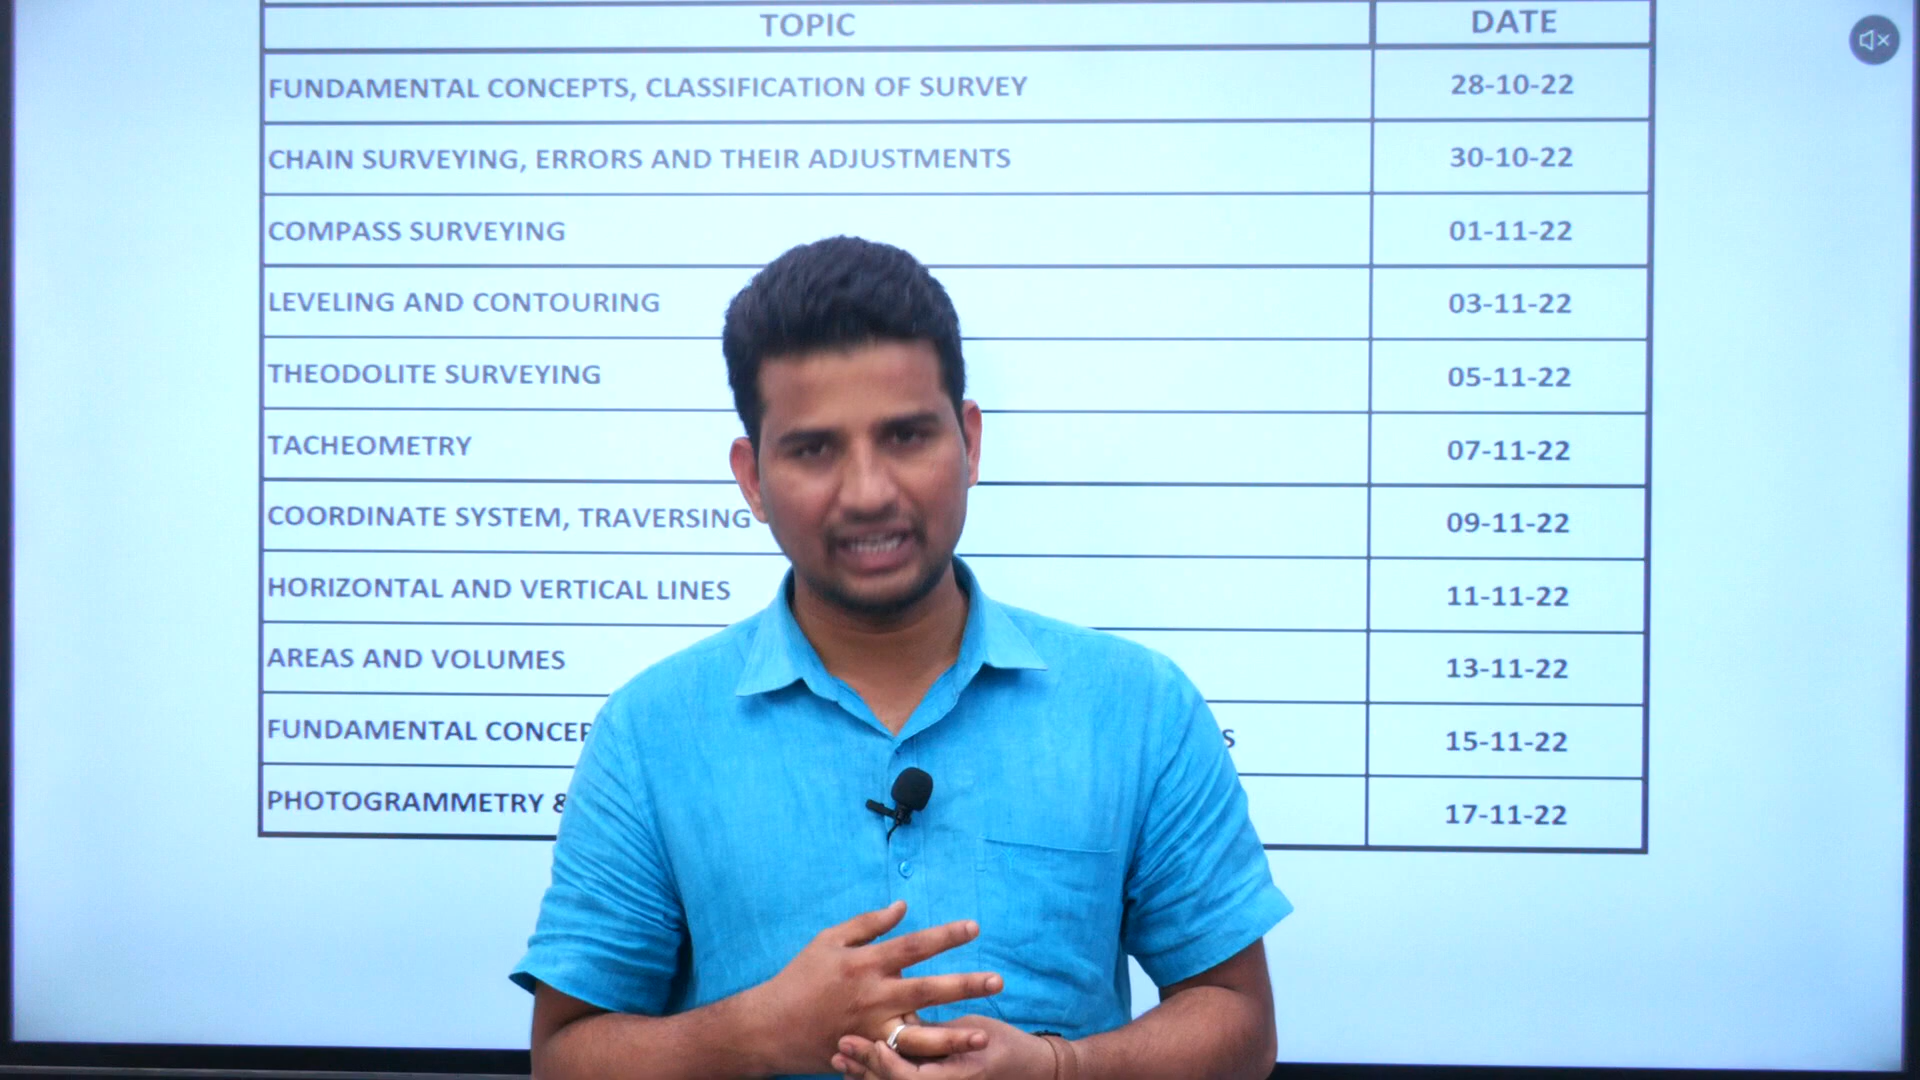 TOPIC DATE
FUNDAMENTAL CONCEPTS, CLASSIFICATION OF SURVEY 28-10-22
CHAIN SURVEYING, ERRORS AND THEIR ADJUSTMENTS 30-10-22
COMPASS SURVEYING 01-11-22
LEVELING AND CONTOURING 03-11-22
THEODOLITE SURVEYING 05-11-22
TACHEOMETRY 07-11-22
COORDINATE SYSTEM, TRAVERSING 09-11-22
HORIZONTAL AND VERTICAL LINES 11-11-22
AREAS AND VOLUMES 13-11-22
FUNDAMENTAL 15-11-22
PHOTOGRAMMETRY & 17-11-22